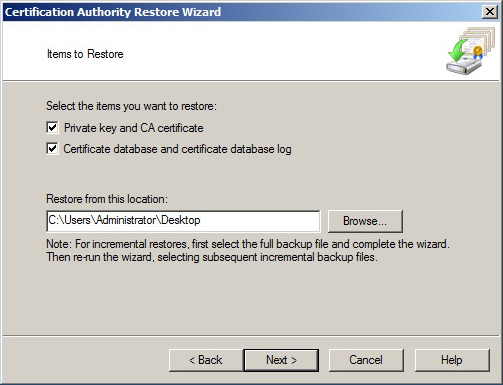 Certification Authority Restore Wizard
Items to Restore
Select the items you want to restore:
Private key and CA certificate
Certificate database and certificate database log
Restore from this location:
C:\Users\Administrator\Desktop
Browse...
Note: For incremental restores, first select the full backup file and complete the wizard.
Then re-run the wizard, selecting subsequent incremental backup files.
< Back
Next >
Cancel
Help